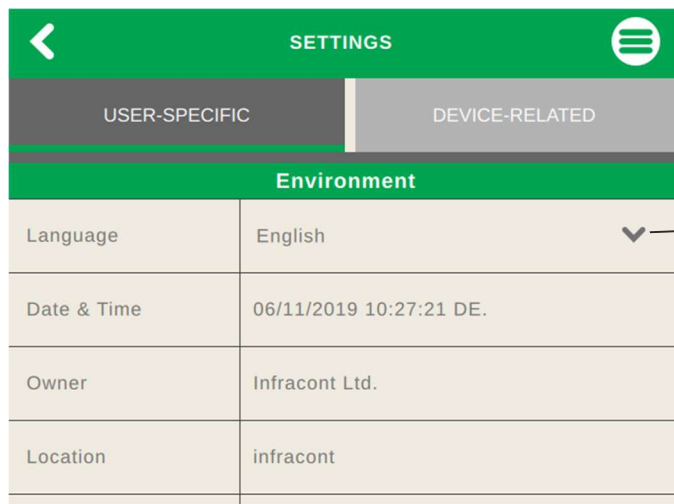 SETTINGS
USER-SPECIFIC DEVICE-RELATED
Environment
Language English
Date & Time 06/11/2019 10:27:21 DE.
Owner Infracont Ltd.
Location infracont